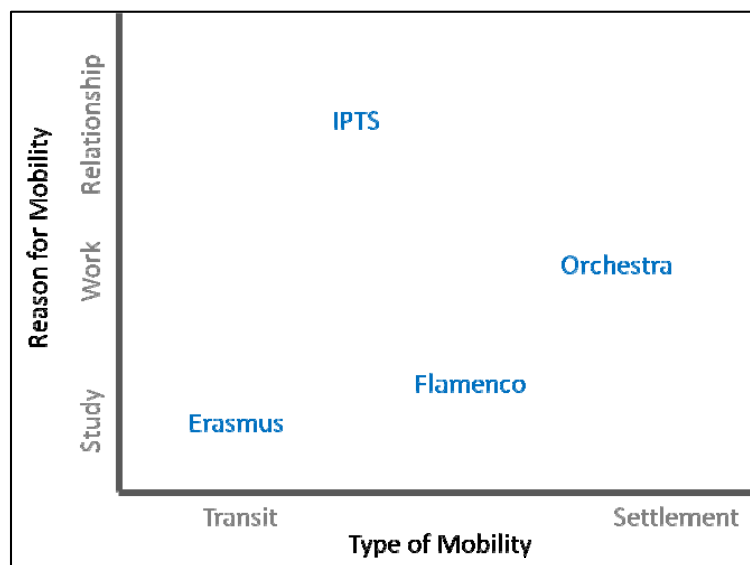 Reason for Mobility
Relationship
Work
Study
IPTS
Orchestra
Flamenco
Erasmus
Transit
Settlement
Type of Mobility